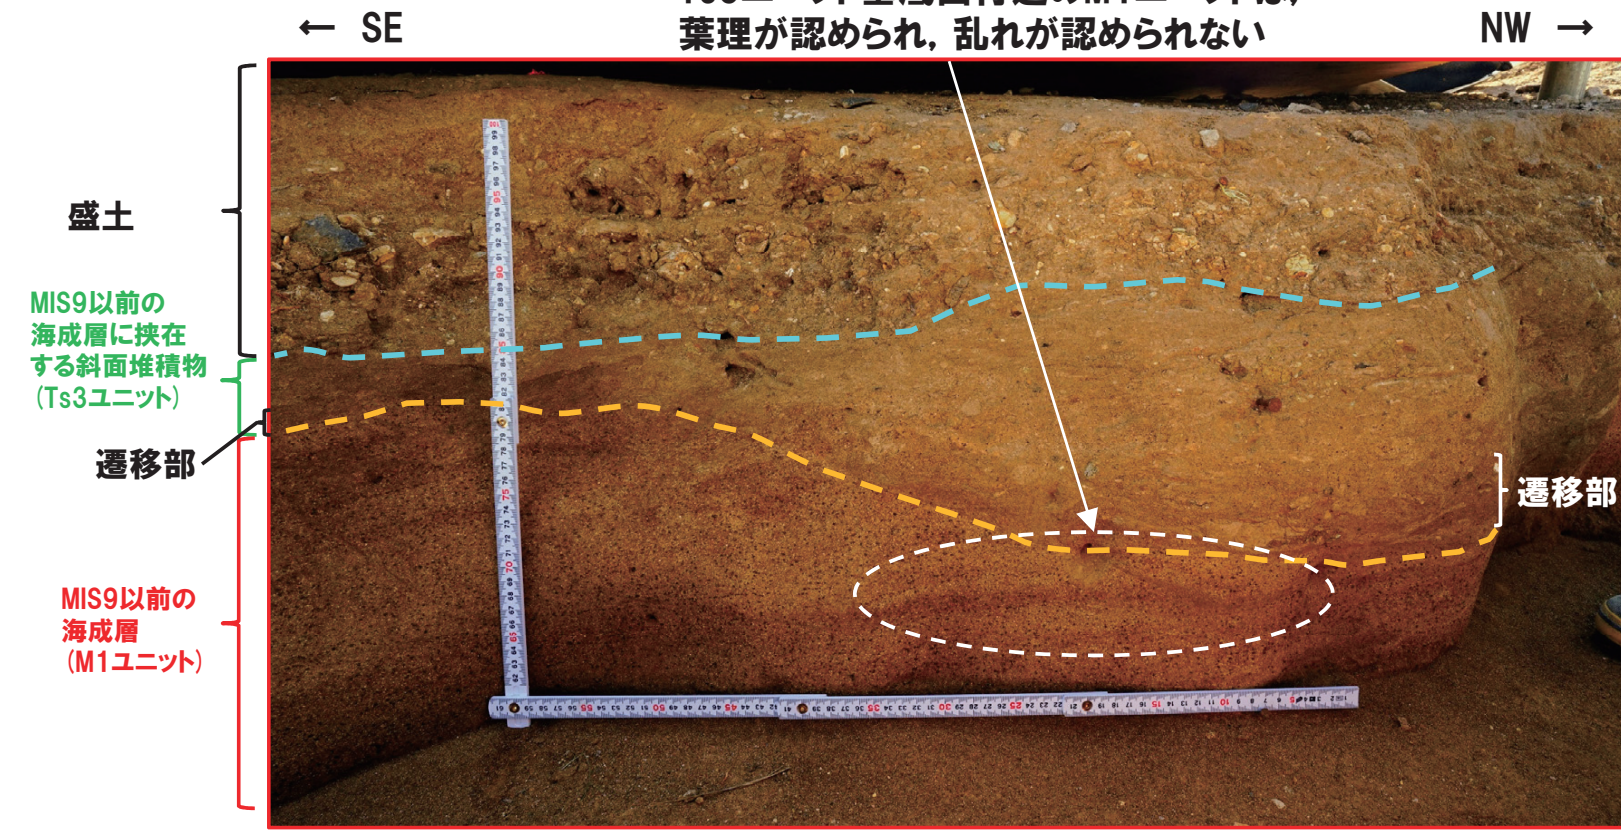 ← SE
葉理が認められ, 乱れが認められない
NW →
盛土
MIS9以前の
海成層に挟在
する斜面堆積物
(Ts3ユニット)
遷移部
遷移部
MIS9以前の
海成層
(M1ユニット)